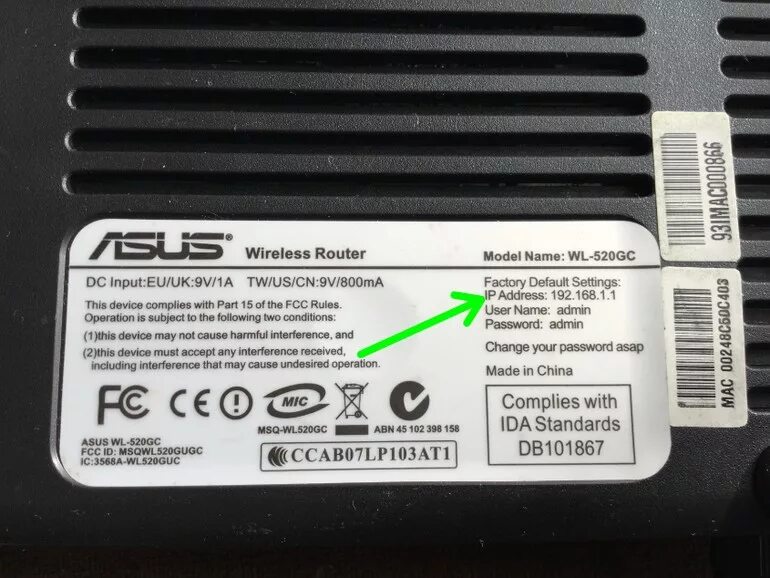 ASUS® Wireless Router
Model Name: WL-520GC
DC Input:EU/UK:9V/1A TW/US/CN:9V/800mA
This device complies with Part 15 of the FCC Rules.
Operation is subject to the following two conditions:
(1)this device may not cause harmful interference, and
(2)this device must accept any interference received,
including interference that may cause undesired operation.
Factory Default Settings:
IP Address: 192.168.1.1
User Name: admin
Password: admin
Change your password asap
Made in China
FC CE MIC
MSQ-WL520GC
ABN 45 102 398 158
ASUS WL-520GC
FCC ID: MSQWL520GUGC
IC:3568A-WL520GUC
CCAB07LP103AT1
Complies with
IDA Standards
DB101867
93IMAC000866
MAC 00248C50C403